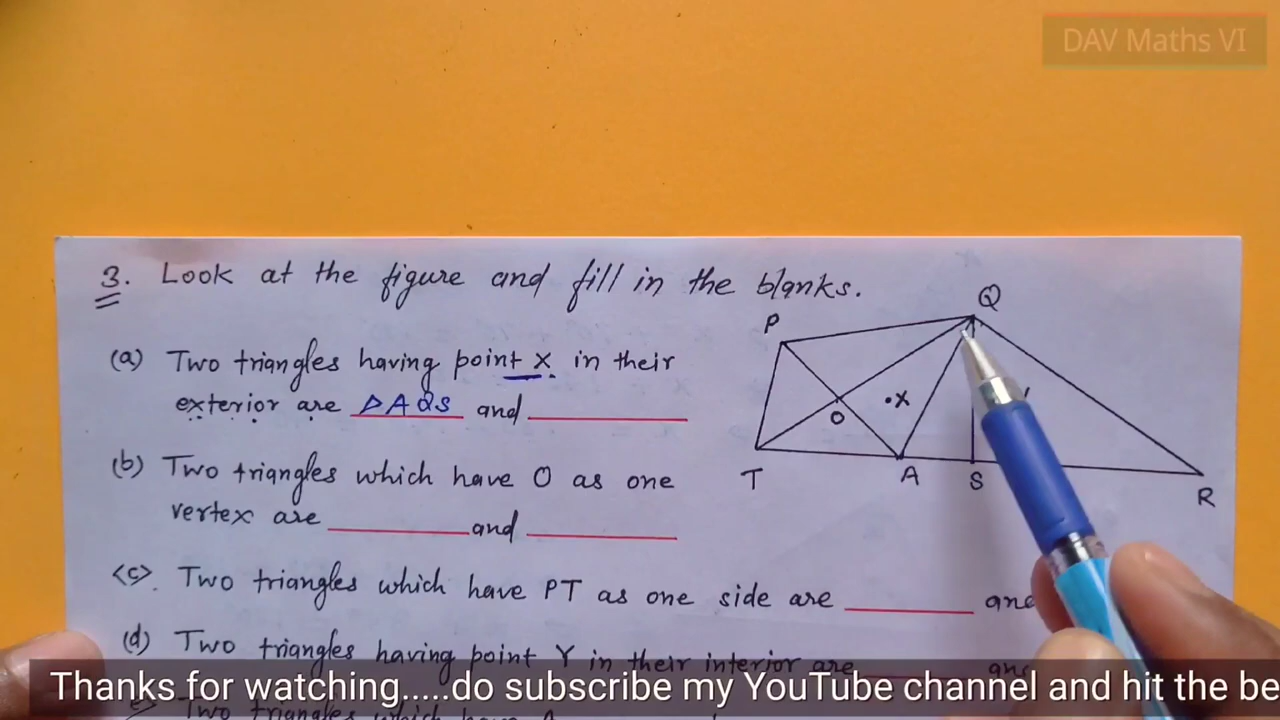 DAV Maths VI
3. Look at the figure and fill in the blanks.
(a) Two triangles having point X in their
exterior are ΔAQS and
(b) Two triangles which have O as one
vertex are and
(c). Two triangles which have PT as one side are
(d) Two triangles having point Y in their interior are
P
Q
X
O
T
A
S
R
Thanks for watching.....do subscribe my YouTube channel and hit the be